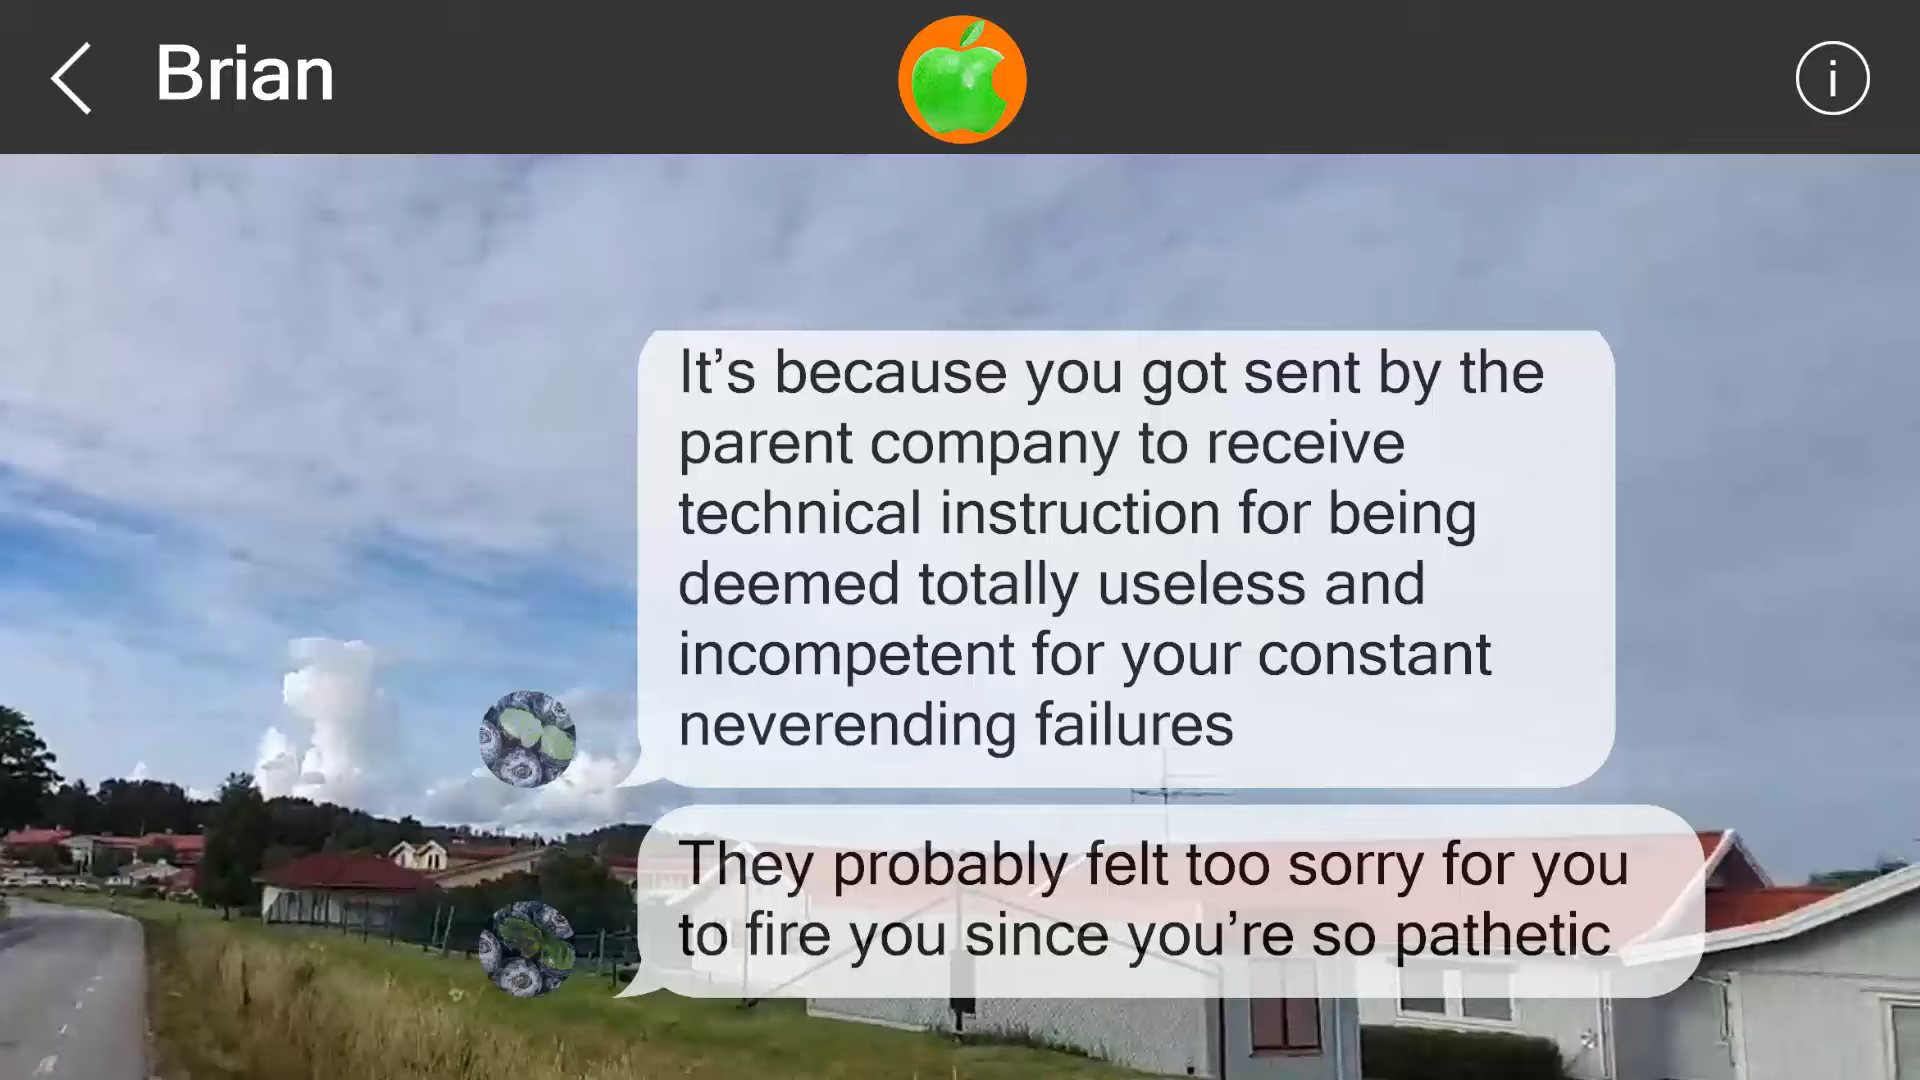 Brian
i
It’s because you got sent by the
parent company to receive
technical instruction for being
deemed totally useless and
incompetent for your constant
neverending failures
They probably felt too sorry for you
to fire you since you’re so pathetic